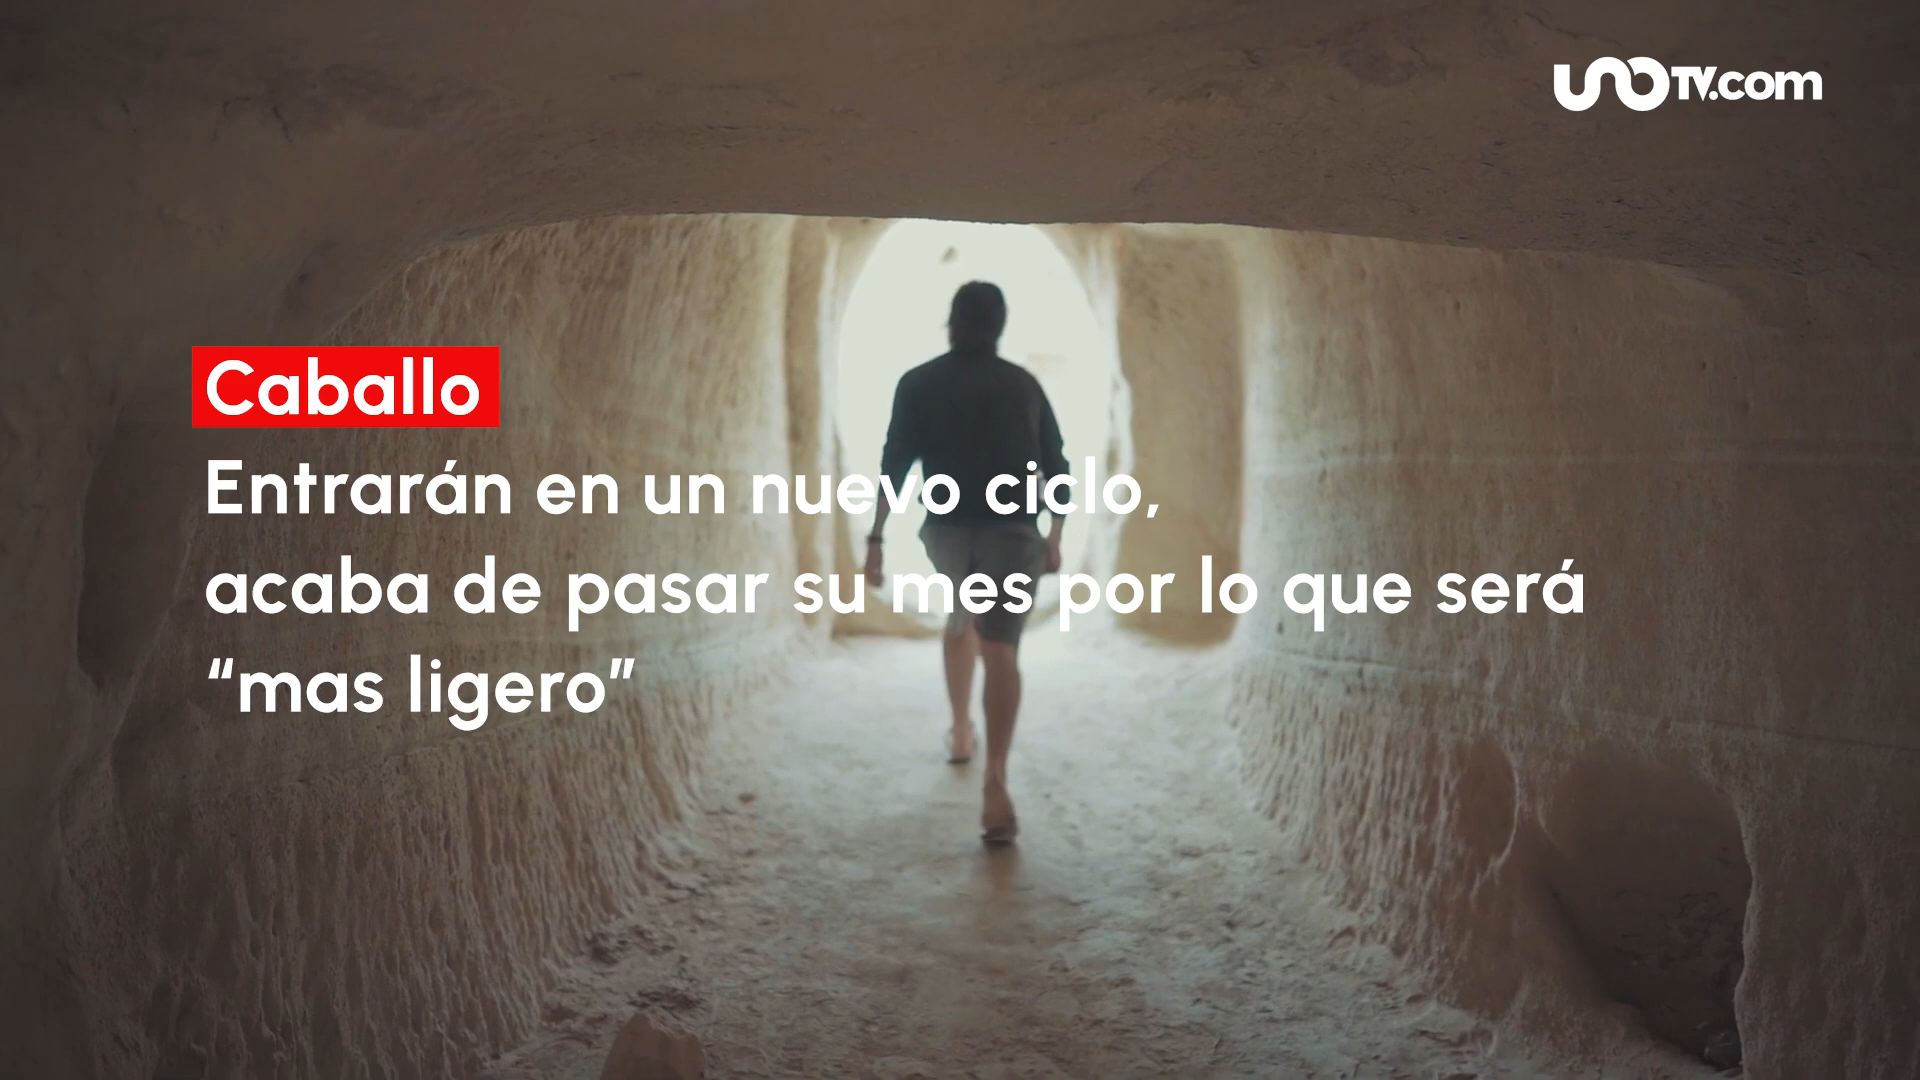 UNOTV.com
Caballo
Entrarán en un nuevo ciclo,
acaba de pasar su mes por lo que será
“mas ligero”